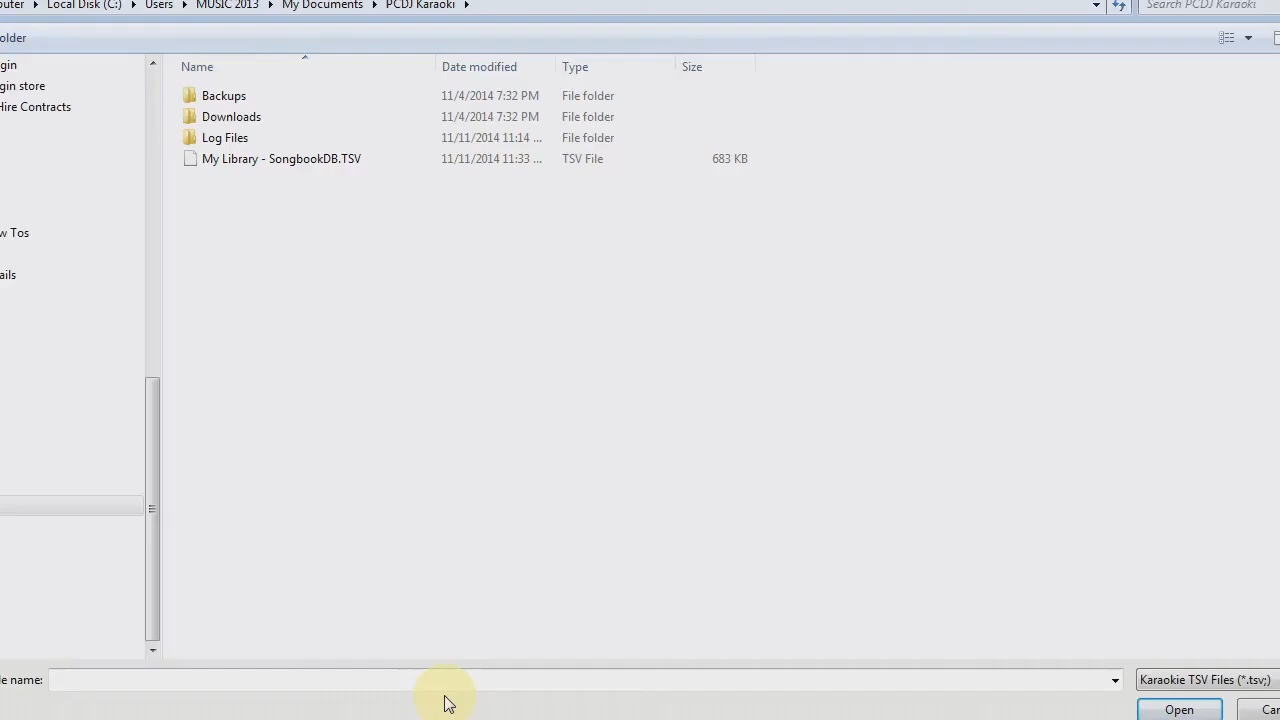 puter Local Disk (C:) Users MUSIC 2013 My Documents PCDJ Karaoki Search PCDJ Karaoki
older
Name Date modified Type Size
gin
gin store
Hire Contracts
w Tos
ails
Backups 11/4/2014 7:32 PM File folder
Downloads 11/4/2014 7:32 PM File folder
Log Files 11/11/2014 11:14 ... File folder
My Library - SongbookDB.TSV 11/11/2014 11:33 ... TSV File 683 KB
le name: Karaokie TSV Files (*.tsv;)
Open Car